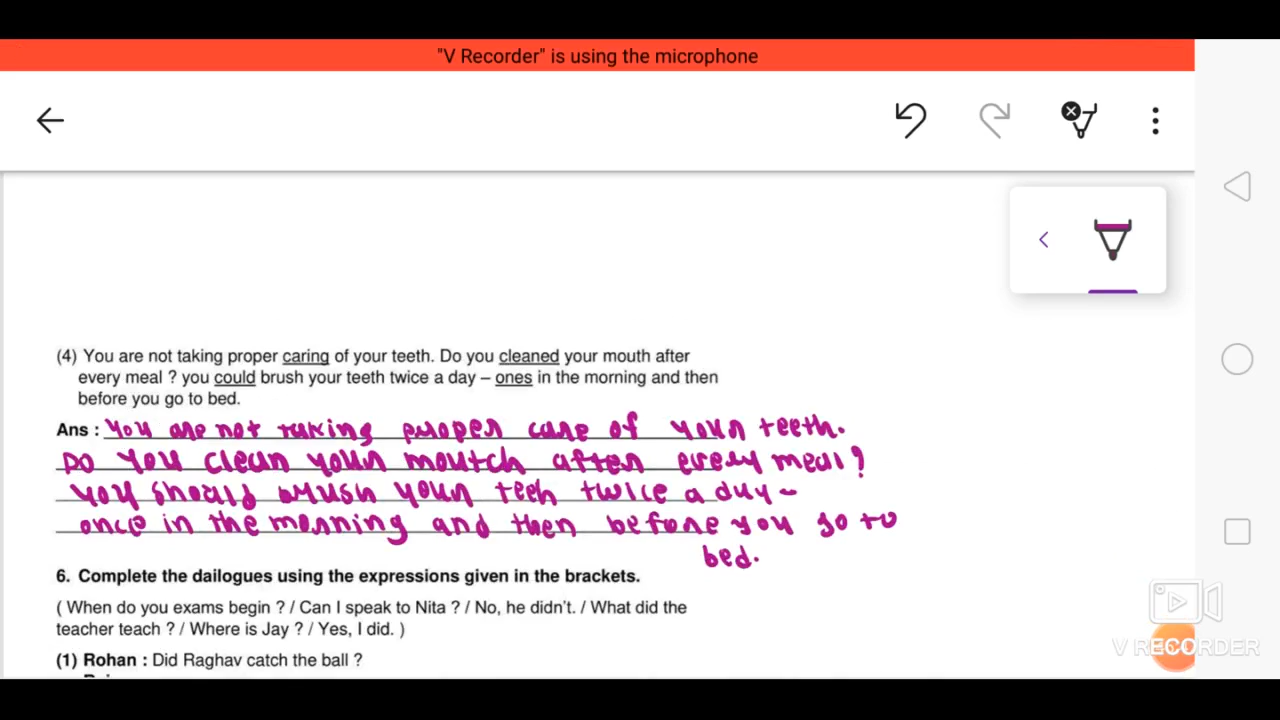 "V Recorder" is using the microphone
(4) You are not taking proper caring of your teeth. Do you cleaned your mouth after
every meal ? you could brush your teeth twice a day – ones in the morning and then
before you go to bed.
Ans : You are not taking proper care of your teeth.
Do you clean your moutch after every meal?
You should brush your teeh twice a day-
once in the morning and then before you go to
bed.
6. Complete the dailogues using the expressions given in the brackets.
( When do you exams begin ? / Can I speak to Nita ? / No, he didn't. / What did the
teacher teach ? / Where is Jay ? / Yes, I did. )
(1) Rohan : Did Raghav catch the ball ?
V RECORDER